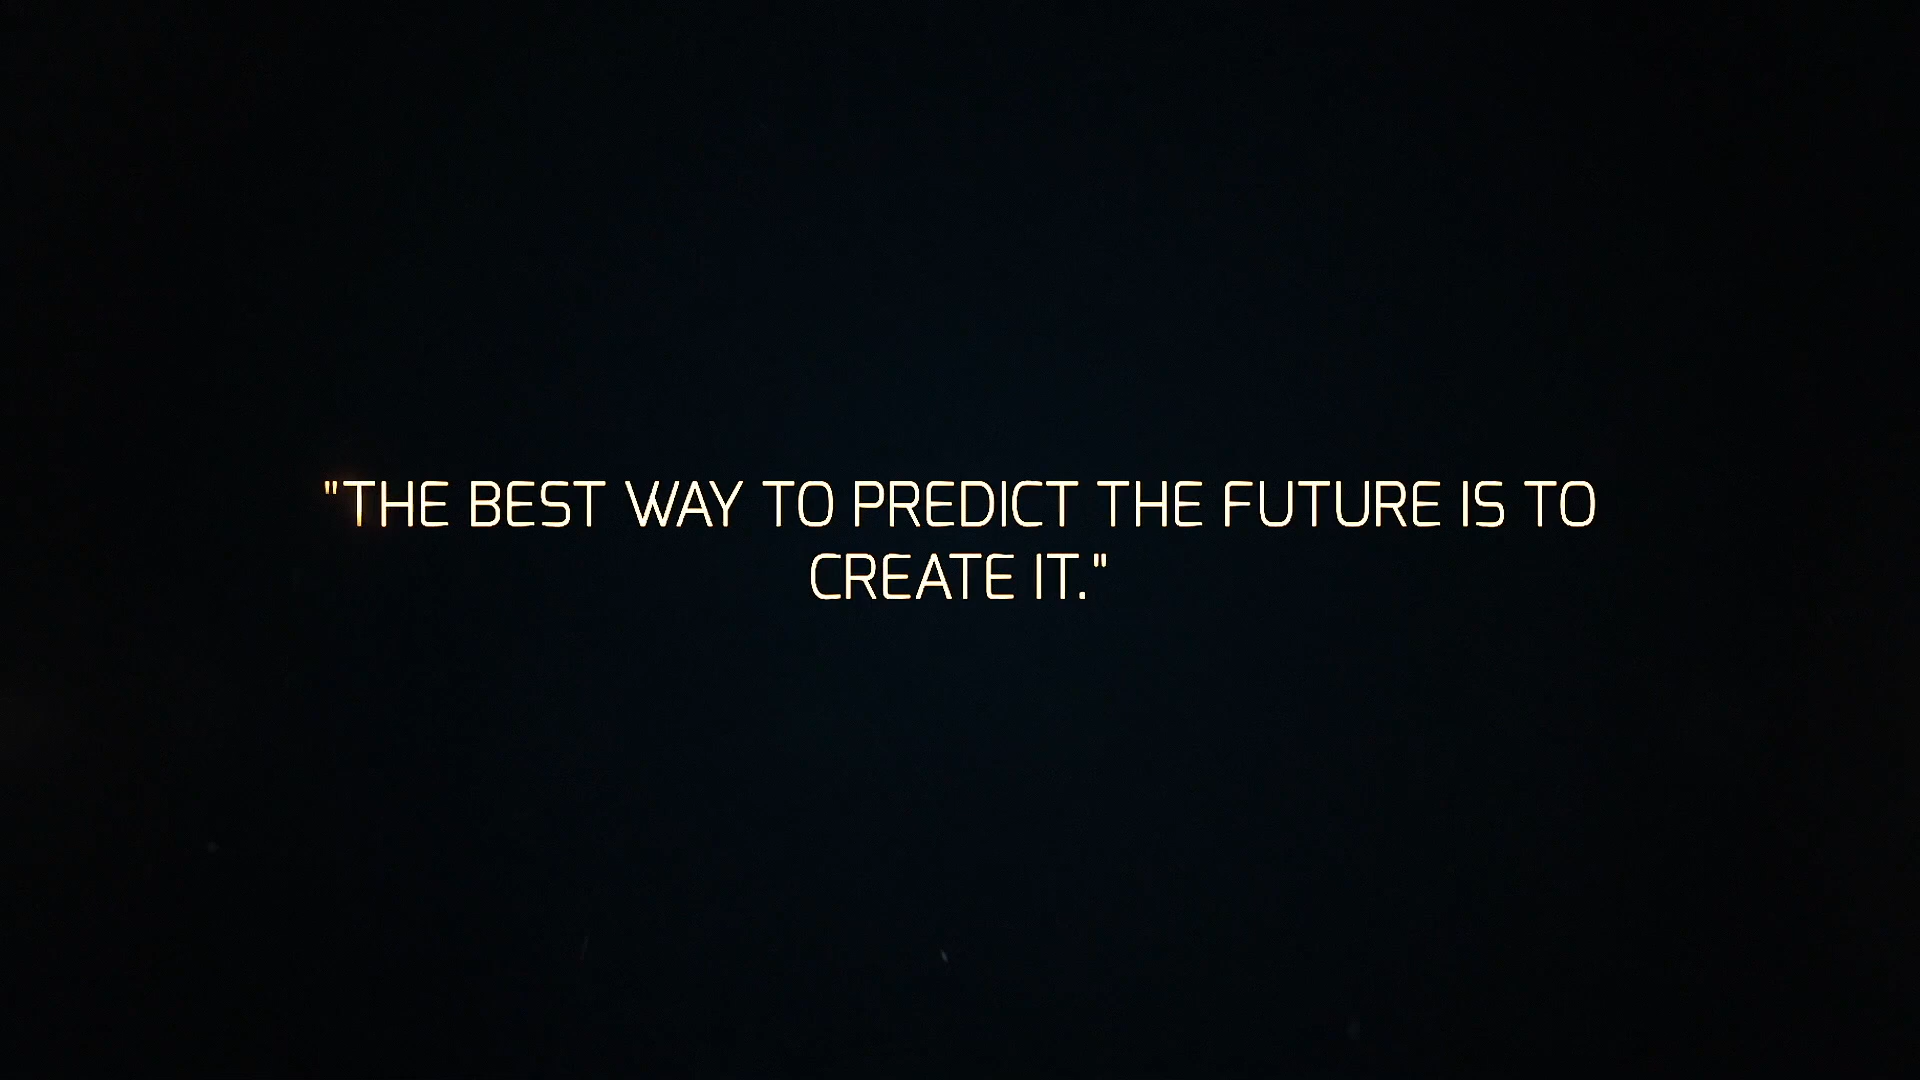 "THE BEST WAY TO PREDICT THE FUTURE IS TO
CREATE IT."